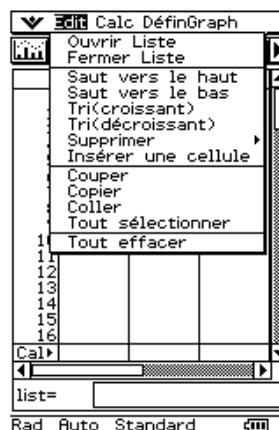 Edit Calc DéfinGraph
Ouvrir Liste
Fermer Liste
Saut vers le haut
Saut vers le bas
Tri(croissant)
Tri(décroissant)
Supprimer
Insérer une cellule
Couper
Copier
Coller
Tout sélectionner
Tout effacer
11
12
13
14
15
16
Cal
list=
Rad Auto Standard